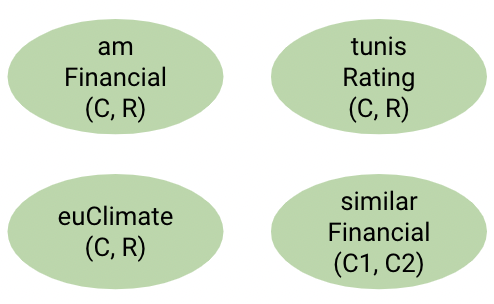 am
Financial
(C, R)
tunis
Rating
(C, R)
euClimate
(C, R)
similar
Financial
(C1, C2)